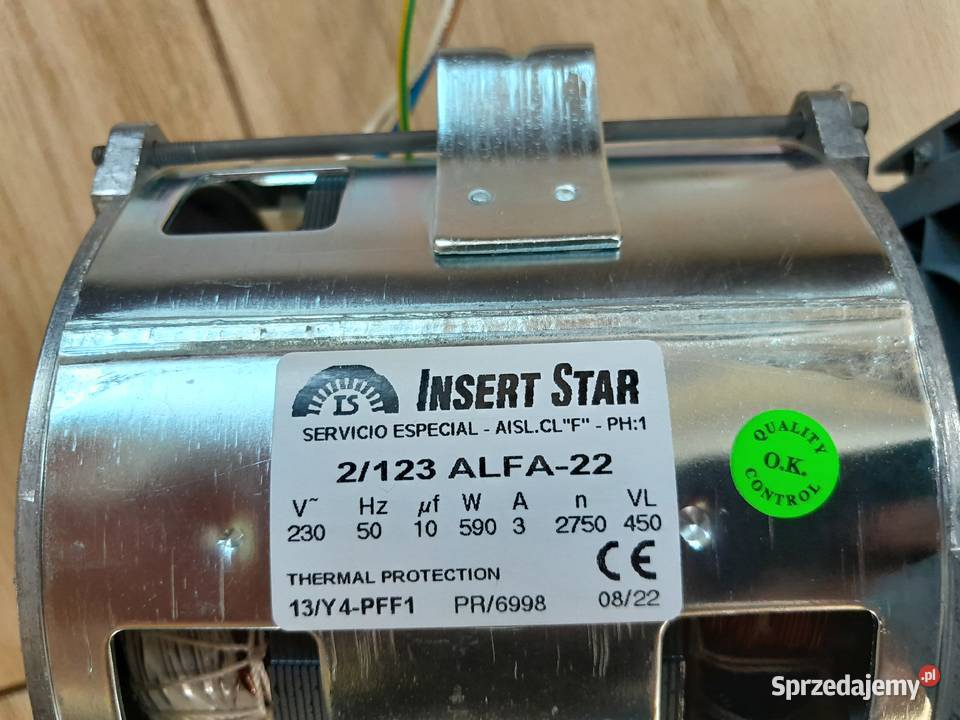 IS INSERT STAR
SERVICIO ESPECIAL - AISL.CL"F" - PH:1
2/123 ALFA-22
V~ Hz µf W A n VL
230 50 10 590 3 2750 450
CE
THERMAL PROTECTION
13/Y4-PFF1 PR/6998 08/22
QUALITY
O.K.
CONTROL
Sprzedajemy.pl